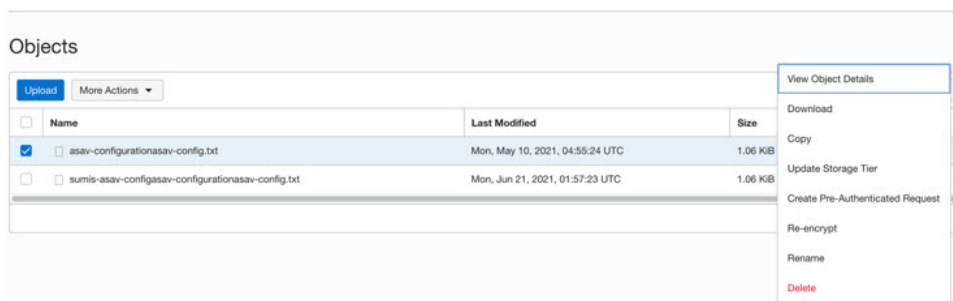 Objects
Upload More Actions
Name Last Modified Size
asav-configurationasav-config.txt Mon, May 10, 2021, 04:55:24 UTC 1.06 KiB
sumis-asav-configasav-configurationasav-config.txt Mon, Jun 21, 2021, 01:57:23 UTC 1.06 KiB
View Object Details
Download
Copy
Update Storage Tier
Create Pre-Authenticated Request
Re-encrypt
Rename
Delete